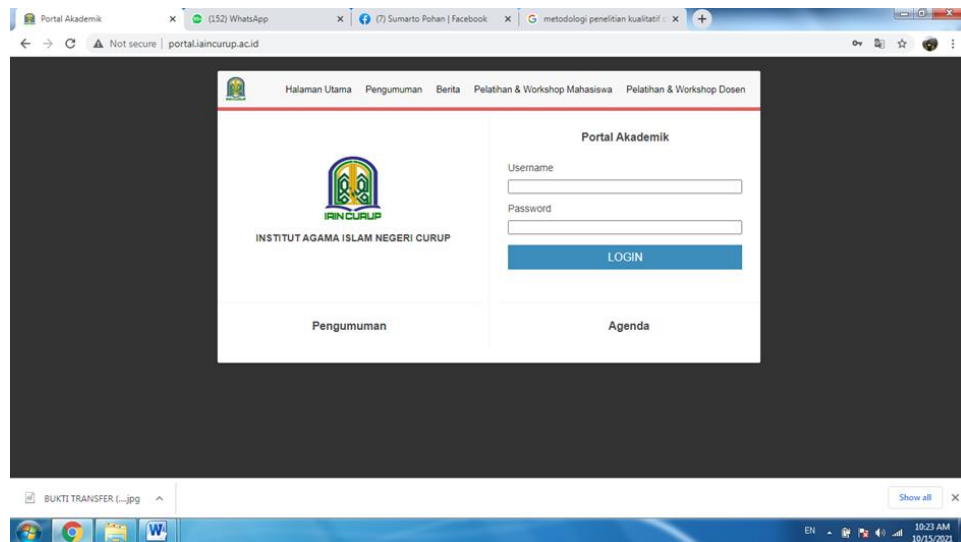 Portal Akademik
(152) WhatsApp
(7) Sumarto Pohan | Facebook
metodologi penelitian kualitatif
Not secure | portal.iaincurup.ac.id
Halaman Utama Pengumuman Berita Pelatihan & Workshop Mahasiswa Pelatihan & Workshop Dosen
IAIN CURUP
INSTITUT AGAMA ISLAM NEGERI CURUP
Portal Akademik
Username
Password
LOGIN
Pengumuman
Agenda
BUKTI TRANSFER (....jpg
Show all
EN
10:23 AM
10/15/2021